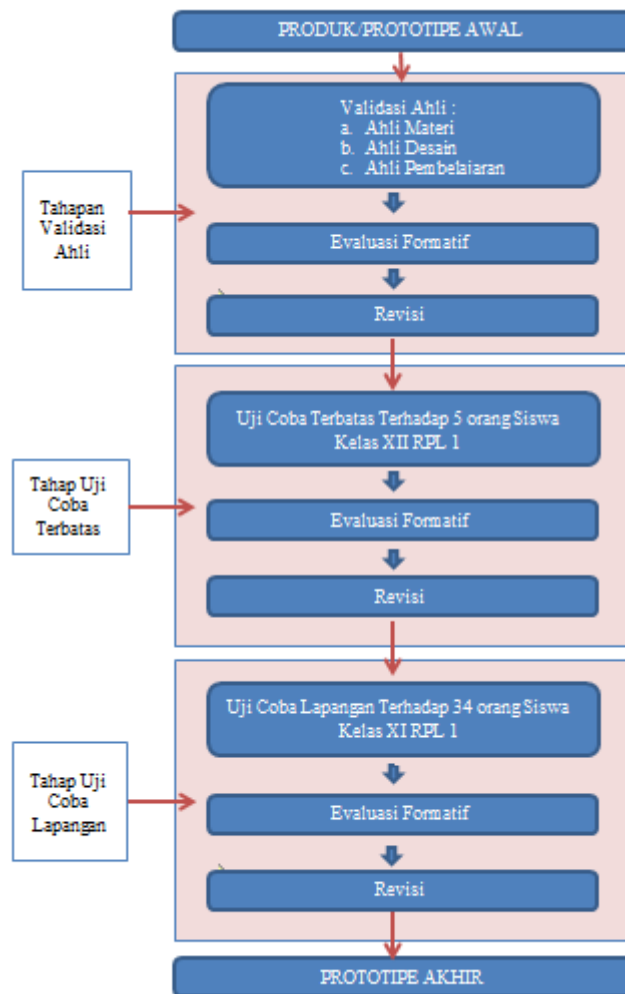 PRODUK/PROTOTIPE AWAL
Validasi Ahli :
a. Ahli Materi
b. Ahli Desain
c. Ahli Pembelajaran
Tahapan
Validasi
Ahli
Evaluasi Formatif
Revisi
Uji Coba Terbatas Terhadap 5 orang Siswa
Kelas XII RPL 1
Tahap Uji
Coba
Terbatas
Evaluasi Formatif
Revisi
Uji Coba Lapangan Terhadap 34 orang Siswa
Kelas XI RPL 1
Tahap Uji
Coba
Lapangan
Evaluasi Formatif
Revisi
PROTOTIPE AKHIR